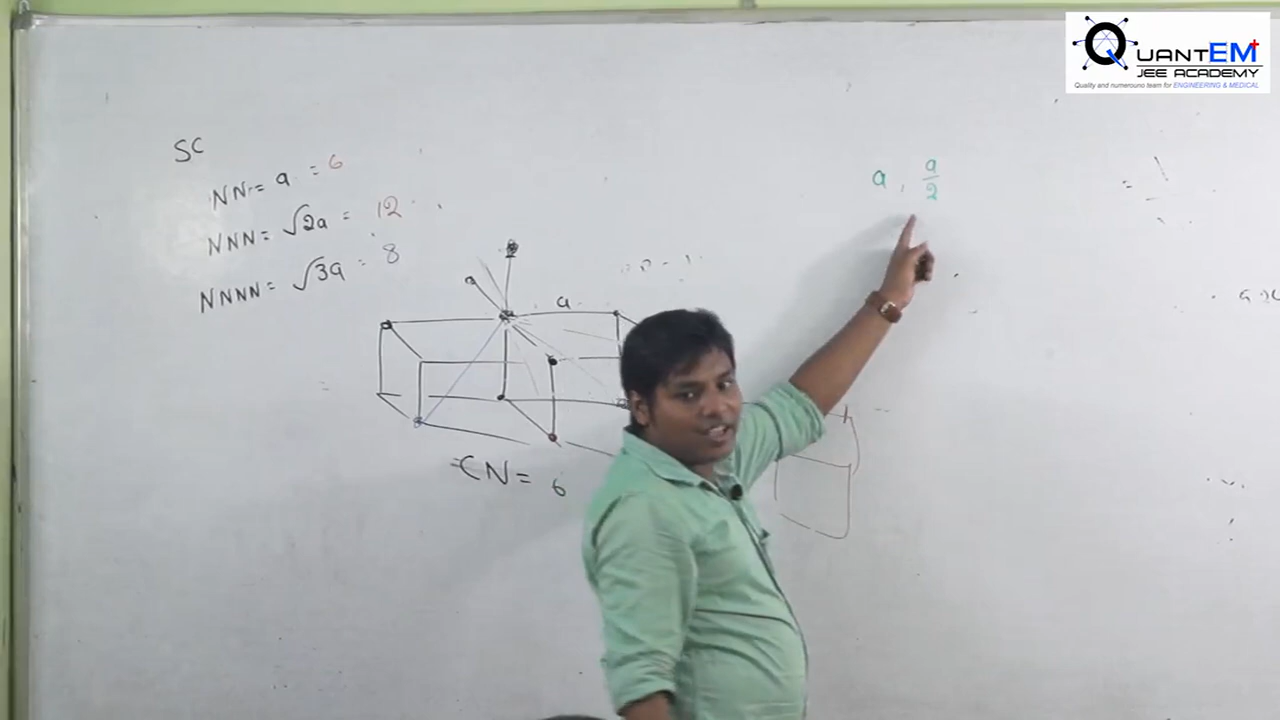 QUANTEM
JEE ACADEMY
Quality and numerouno team for ENGINEERING & MEDICAL
SC
NN = a = 6
NNN = √2a = 12
NNNN = √3a = 8
a, a/2
a
CN = 6